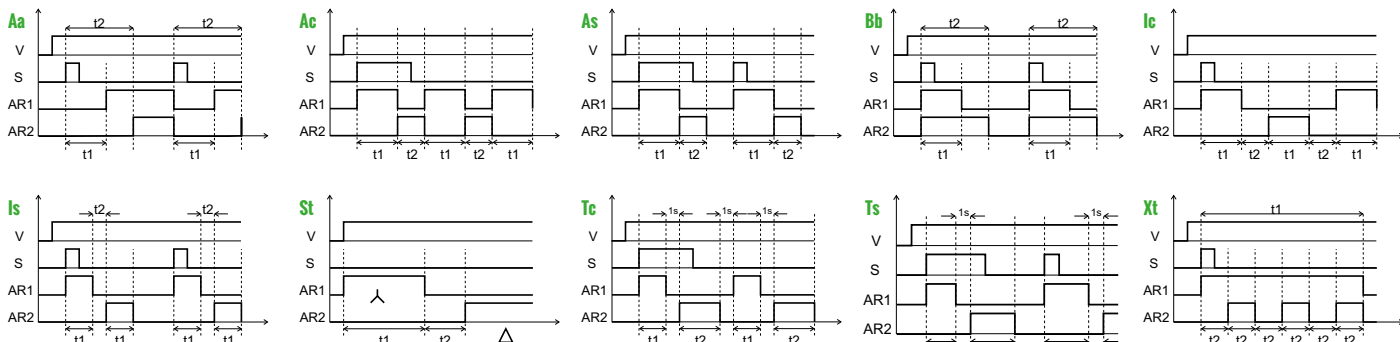 Aa
t2
t2
V
S
AR1
AR2
t1
t1
Ac
V
S
AR1
AR2
t1 t2 t1 t2 t1
As
V
S
AR1
AR2
t1 t2 t1 t2
Bb
t2
t2
V
S
AR1
AR2
t1
t1
Ic
V
S
AR1
AR2
t1 t2 t1 t2 t1
Is
t2
t2
V
S
AR1
AR2
t1 t1 t1 t1
St
V
S
AR1
AR2
t1 t2
Tc
1s 1s 1s
V
S
AR1
AR2
t1 t2 t1 t2
Ts
1s 1s
V
S
AR1
AR2
Xt
t1
V
S
AR1
AR2
t2 t2 t2 t2 t2